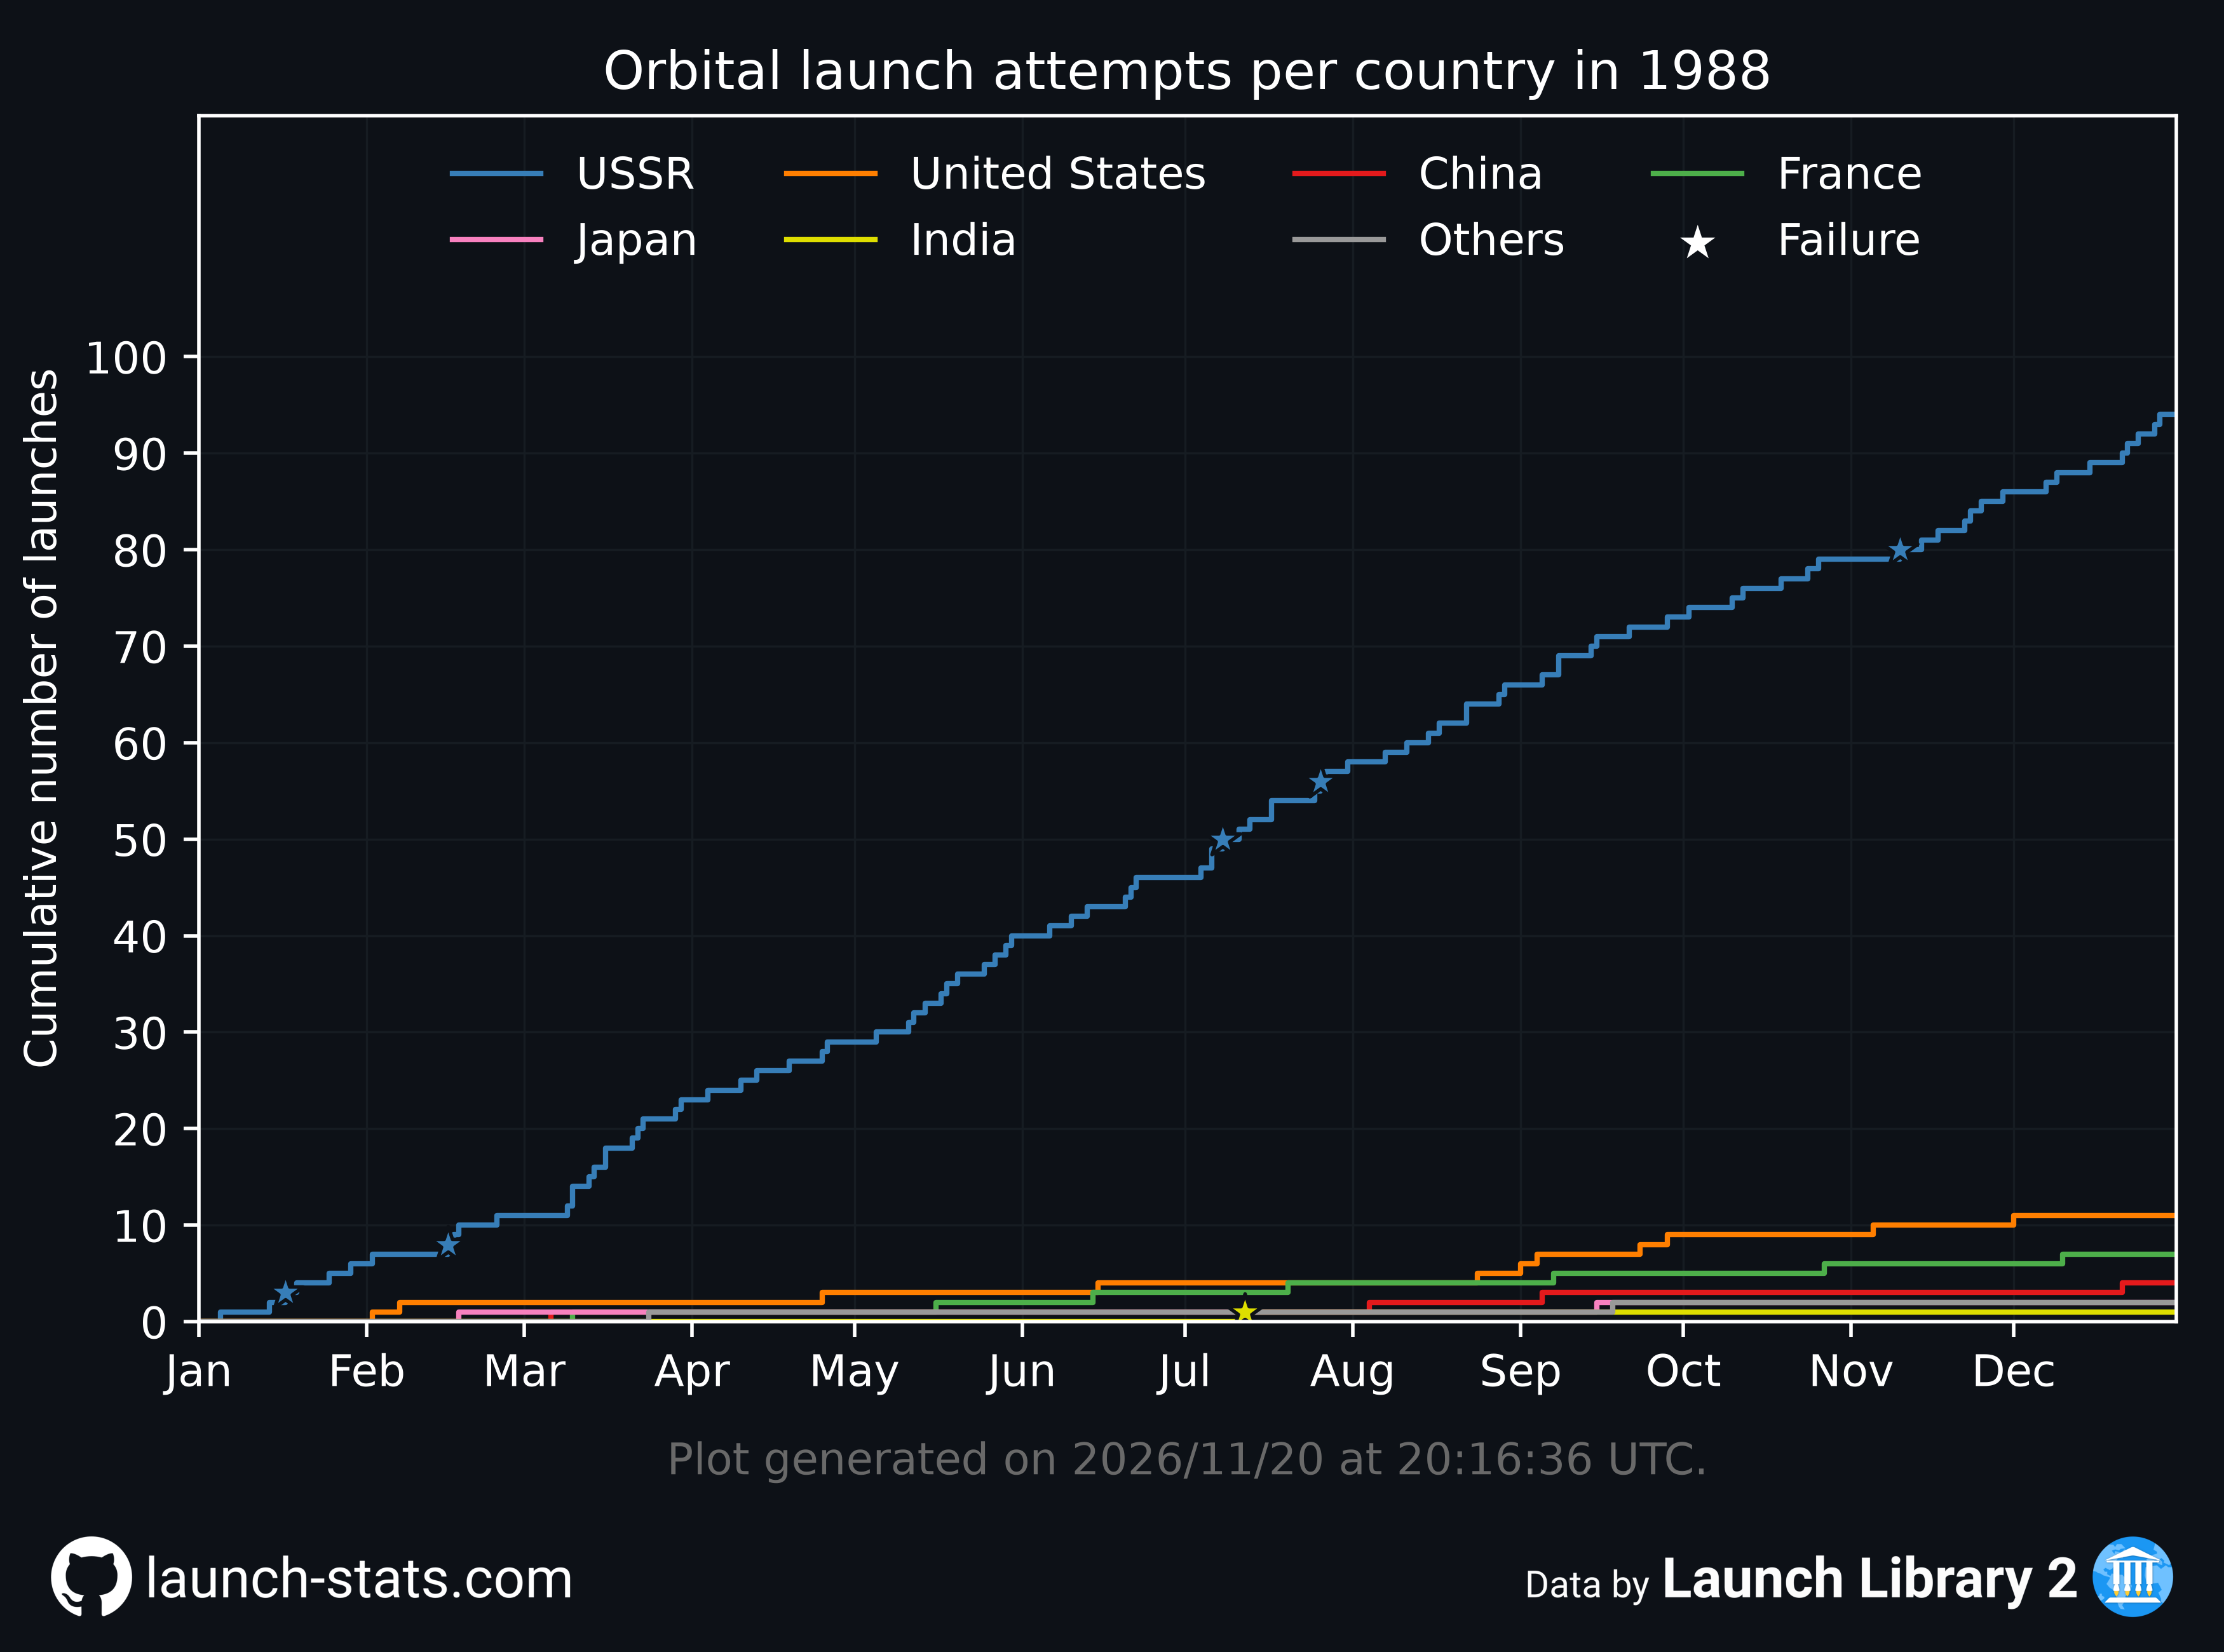 Orbital launch attempts per country in 1988
USSR United States China France
Japan India Others Failure
Cumulative number of launches
100
90
80
70
60
50
40
30
20
10
0
Jan Feb Mar Apr May Jun Jul Aug Sep Oct Nov Dec
Plot generated on 2026/11/20 at 20:16:36 UTC.
launch-stats.com
Data by Launch Library 2